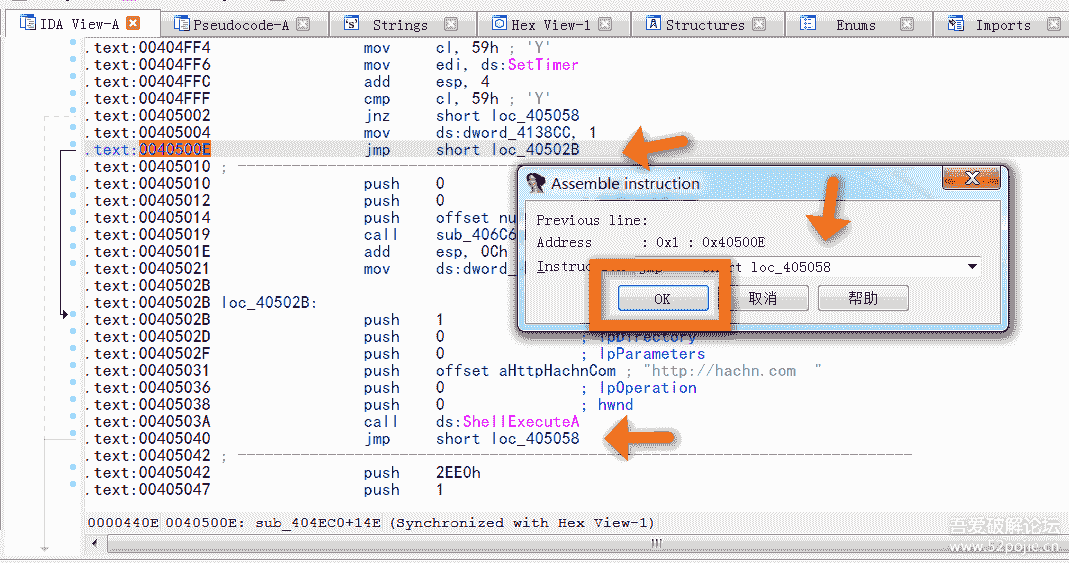 IDA View-A Pseudocode-A Strings Hex View-1 Structures Enums Imports
.text:00404FF4 mov cl, 59h ; 'Y'
.text:00404FF6 mov edi, ds:SetTimer
.text:00404FFC add esp, 4
.text:00404FFF cmp cl, 59h ; 'Y'
.text:00405002 jnz short loc_405058
.text:00405004 mov ds:dword_4138CC, 1
.text:0040500E jmp short loc_40502B
.text:00405010 ;
.text:00405010 push 0
.text:00405012 push 0
.text:00405014 push offset nu
.text:00405019 call sub_406C6
.text:0040501E add esp, 0Ch
.text:00405021 mov ds:dword_
.text:0040502B
.text:0040502B loc_40502B:
.text:0040502B push 1
.text:0040502D push 0 ; lpDirectory
.text:0040502F push 0 ; lpParameters
.text:00405031 push offset aHttpHachnCom ; "http://hachn.com "
.text:00405036 push 0 ; lpOperation
.text:00405038 push 0 ; hwnd
.text:0040503A call ds:ShellExecuteA
.text:00405040 jmp short loc_405058
.text:00405042 ;
.text:00405042 push 2EE0h
.text:00405047 push 1
0000440E 0040500E: sub_404EC0+14E (Synchronized with Hex View-1)
Assemble instruction
Previous line:
Address : 0x1 : 0x40500E
short loc_405058
OK 取消 帮助
吾爱破解论坛
www.52pojie.cn